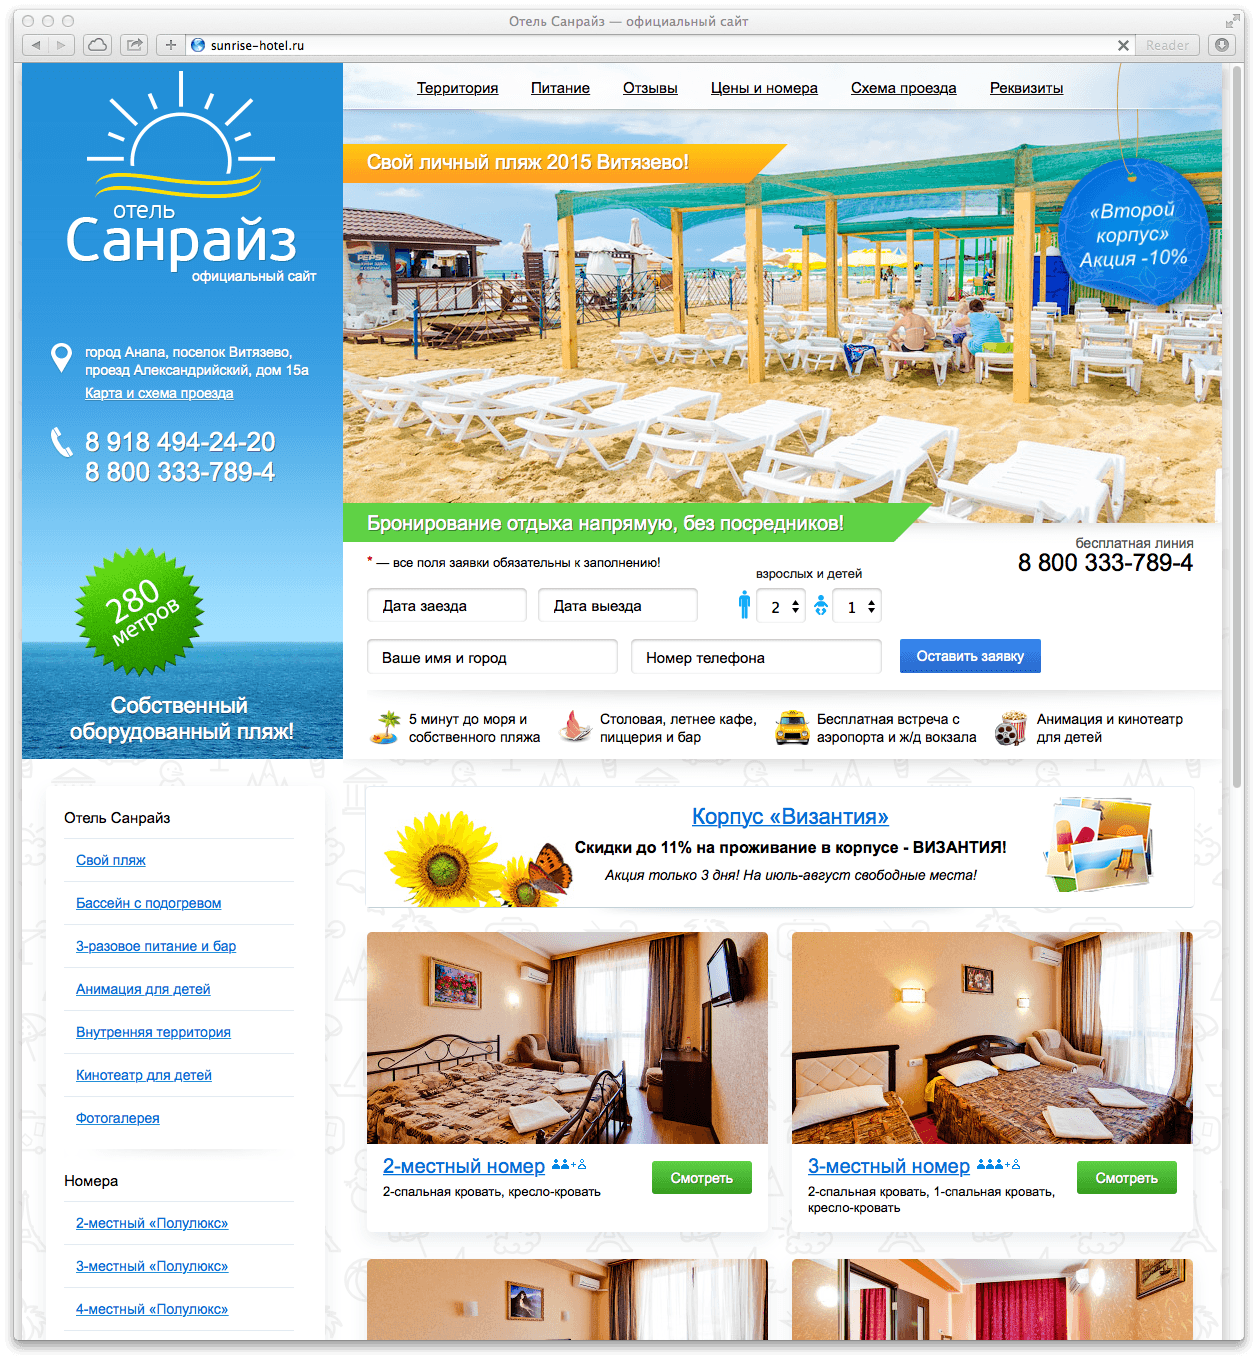 Отель Санрайз — официальный сайт
sunrise-hotel.ru
Reader
отель
Санрайз
официальный сайт
город Анапа, поселок Витязево,
проезд Александрийский, дом 15а
Карта и схема проезда
8 918 494-24-20
8 800 333-789-4
280
метров
Собственный
оборудованный пляж!
Территория
Питание
Отзывы
Цены и номера
Схема проезда
Реквизиты
Свой личный пляж 2015 Витязево!
PEPSI
«Второй
корпус»
Акция -10%
Бронирование отдыха напрямую, без посредников!
* — все поля заявки обязательны к заполнению!
бесплатная линия
8 800 333-789-4
взрослых и детей
Дата заезда
Дата выезда
2
1
Ваше имя и город
Номер телефона
Оставить заявку
5 минут до моря и
собственного пляжа
Столовая, летнее кафе,
пиццерия и бар
Бесплатная встреча с
аэропорта и ж/д вокзала
Анимация и кинотеатр
для детей
Отель Санрайз
Свой пляж
Бассейн с подогревом
3-разовое питание и бар
Анимация для детей
Внутренняя территория
Кинотеатр для детей
Фотогалерея
Номера
2-местный «Полулюкс»
3-местный «Полулюкс»
4-местный «Полулюкс»
Корпус «Византия»
Скидки до 11% на проживание в корпусе - ВИЗАНТИЯ!
Акция только 3 дня! На июль-август свободные места!
2-местный номер
2-спальная кровать, кресло-кровать
Смотреть
3-местный номер
2-спальная кровать, 1-спальная кровать,
кресло-кровать
Смотреть